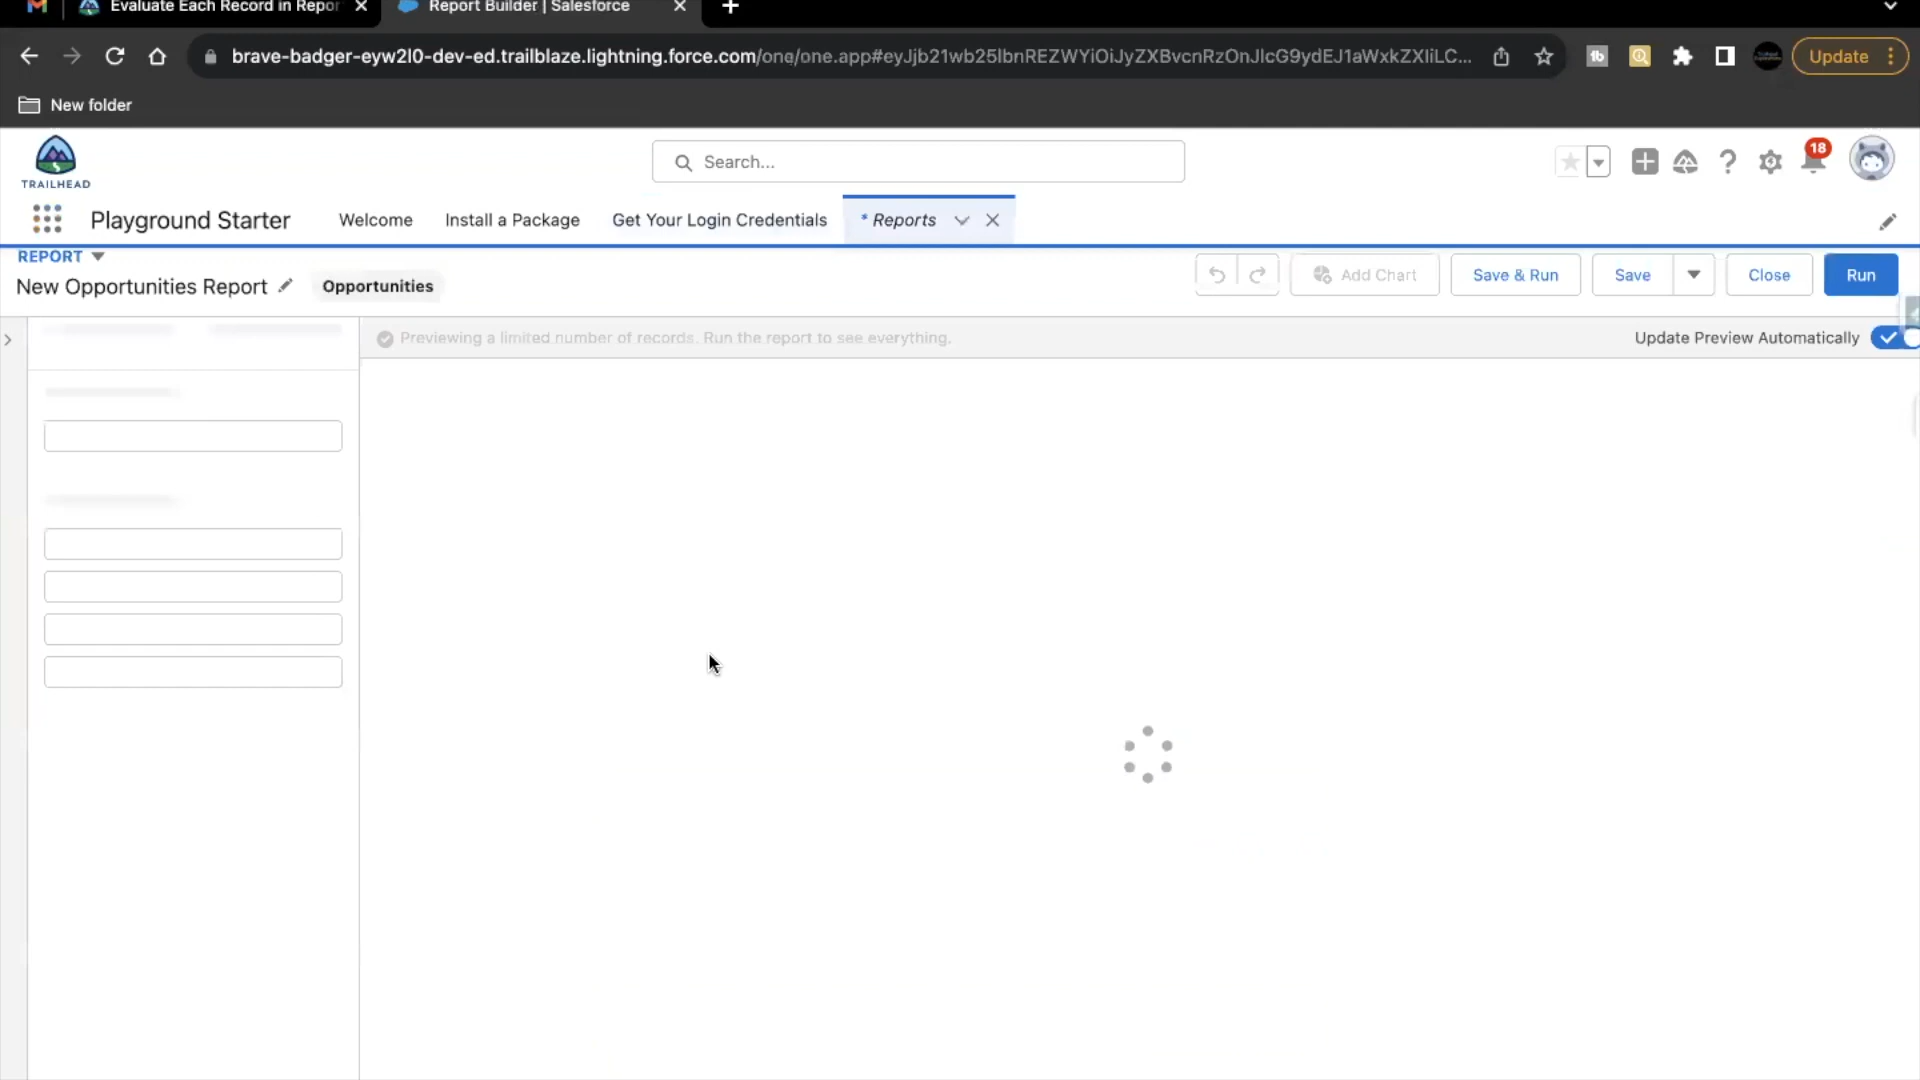 Evaluate Each Record in Repor
Report Builder | Salesforce
brave-badger-eyw2l0-dev-ed.trailblaze.lightning.force.com/one/one.app#eyJjb21wb25lbnREZWYiOiJyZXBvcnRzOnJlcG9ydEJ1aWxkZXIiLC...
Update
New folder
TRAILHEAD
Search...
18
Playground Starter
Welcome
Install a Package
Get Your Login Credentials
* Reports
REPORT
New Opportunities Report
Opportunities
Add Chart
Save & Run
Save
Close
Run
Previewing a limited number of records. Run the report to see everything.
Update Preview Automatically